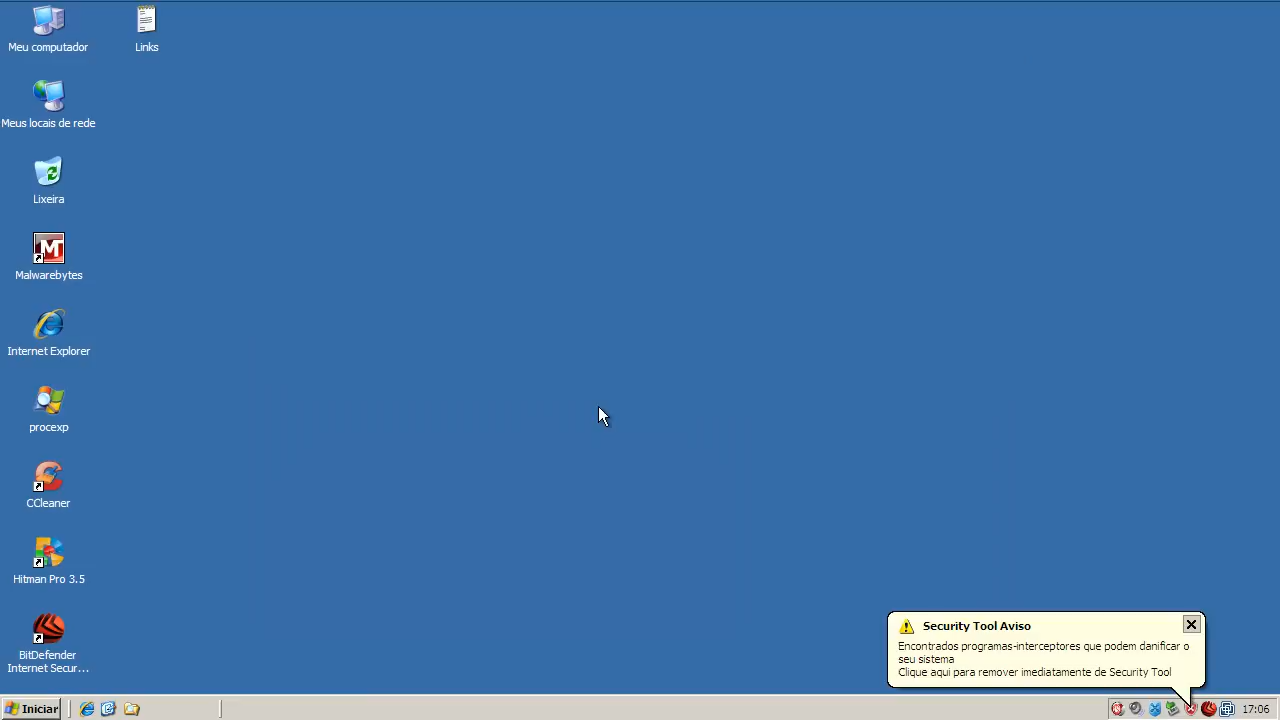 Meu computador
Links
Meus locais de rede
Lixeira
Malwarebytes
Internet Explorer
procexp
CCleaner
Hitman Pro 3.5
BitDefender
Internet Secur...
Security Tool Aviso
Encontrados programas-interceptores que podem danificar o
seu sistema
Clique aqui para remover imediatamente de Security Tool
Iniciar
17:06